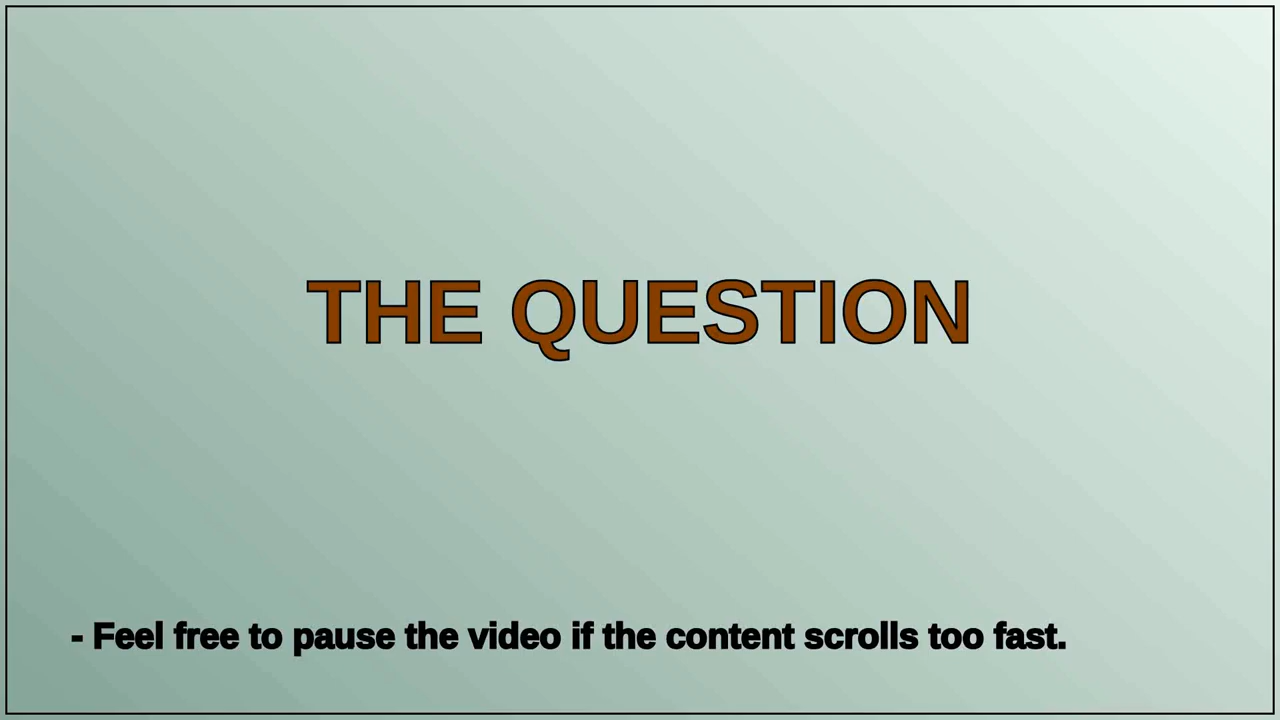 THE QUESTION
- Feel free to pause the video if the content scrolls too fast.